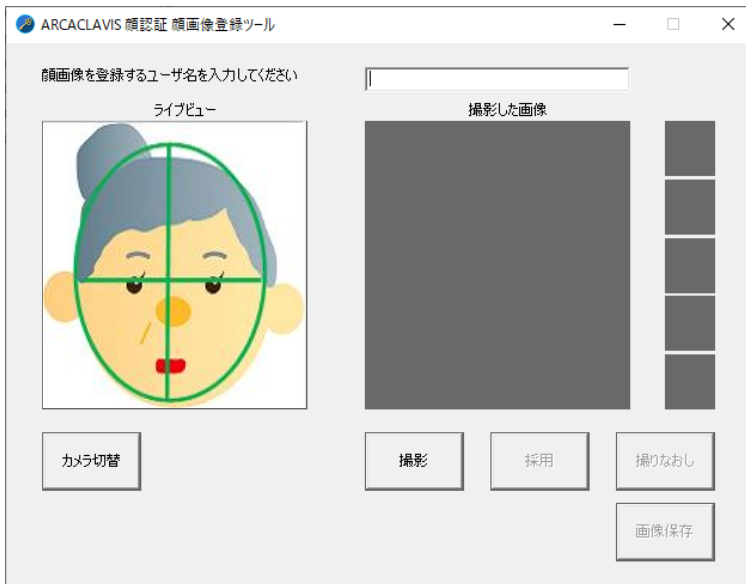 ARCACLAVIS 顔認証 顔画像登録ツール
顔画像を登録するユーザ名を入力してください
ライブビュー
撮影した画像
カメラ切替
撮影
採用
撮りなおし
画像保存